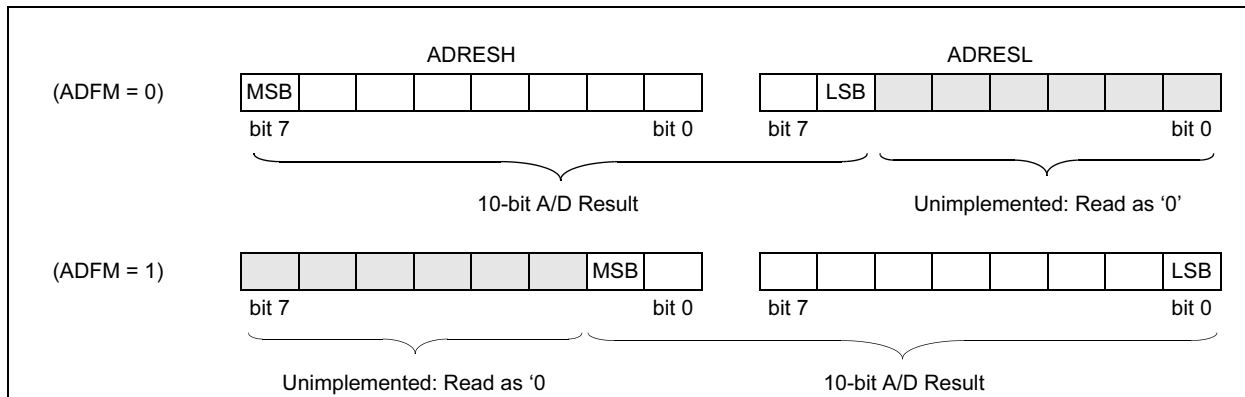 ADRESH ADRESL
(ADFM = 0) MSB LSB
bit 7 bit 0 bit 7 bit 0
10-bit A/D Result Unimplemented: Read as ‘0’
(ADFM = 1) MSB LSB
bit 7 bit 0 bit 7 bit 0
Unimplemented: Read as ‘0 10-bit A/D Result